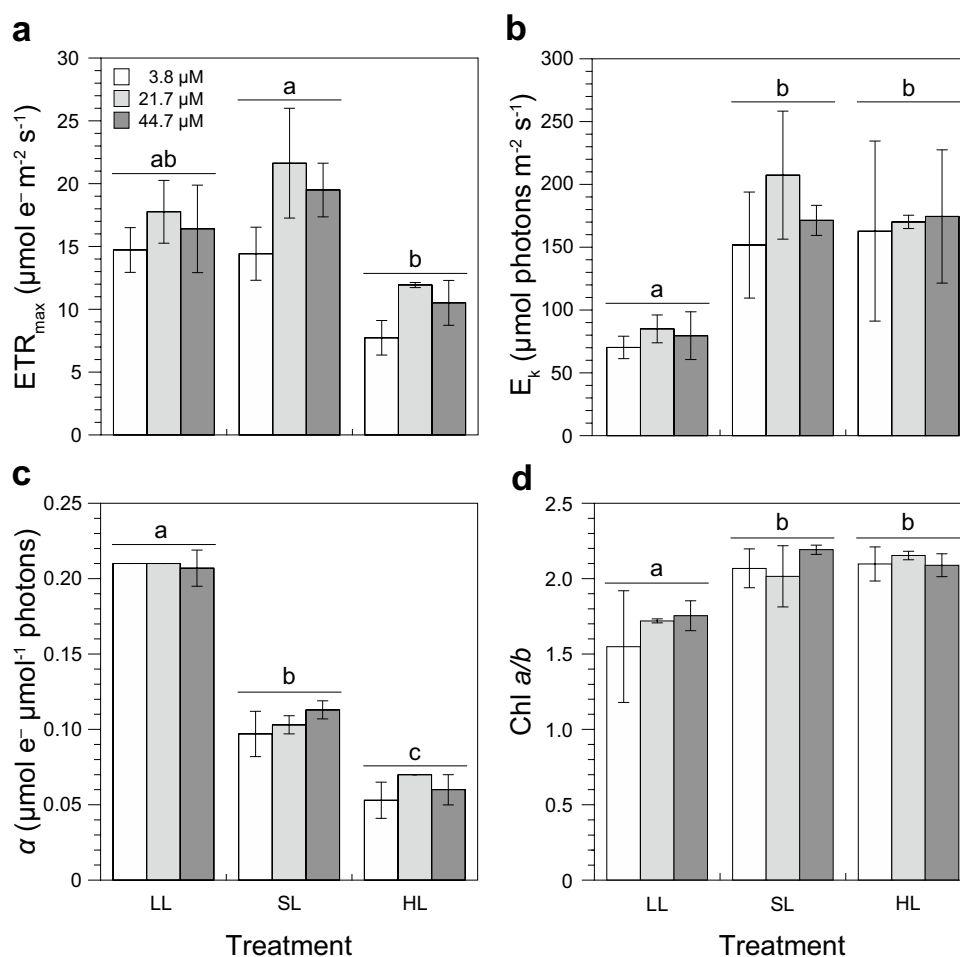 a
30
25
20
15
10
5
0
ETR_max (µmol e⁻ m⁻² s⁻¹)
3.8 µM
21.7 µM
44.7 µM
ab
a
b
b
300
250
200
150
100
50
0
E_k (µmol photons m⁻² s⁻¹)
a
b
b
c
0.25
0.20
0.15
0.10
0.05
0
α (µmol e⁻ µmol⁻¹ photons)
a
b
c
LL
SL
HL
Treatment
d
2.5
2.0
1.5
1.0
0.5
0
Chl a/b
a
b
b
LL
SL
HL
Treatment